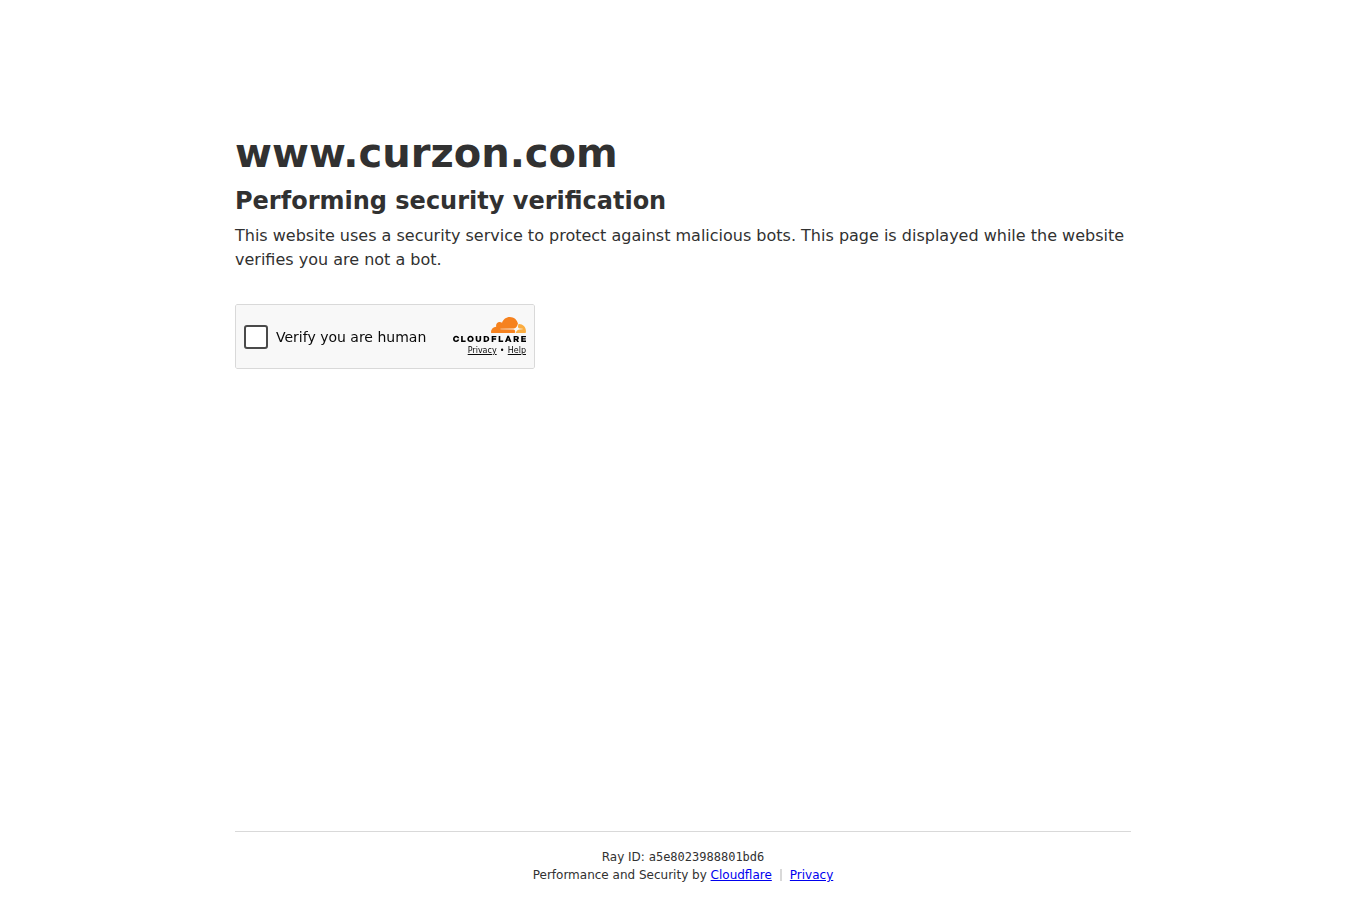 www.curzon.com
Performing security verification
This website uses a security service to protect against malicious bots. This page is displayed while the website
verifies you are not a bot.
Verify you are human
CLOUDFLARE
Privacy • Help
Ray ID: a5e8023988801bd6
Performance and Security by Cloudflare | Privacy